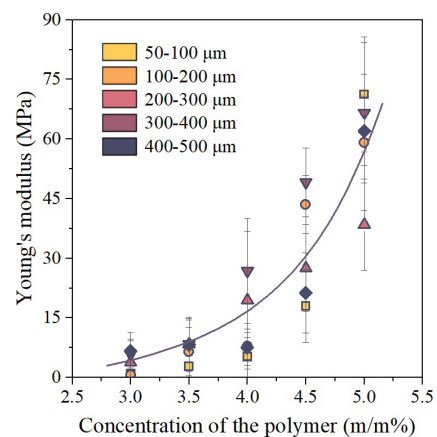 90
75
60
45
30
15
0
Young's modulus (MPa)
50-100 μm
100-200 μm
200-300 μm
300-400 μm
400-500 μm
2.5 3.0 3.5 4.0 4.5 5.0 5.5
Concentration of the polymer (m/m%)